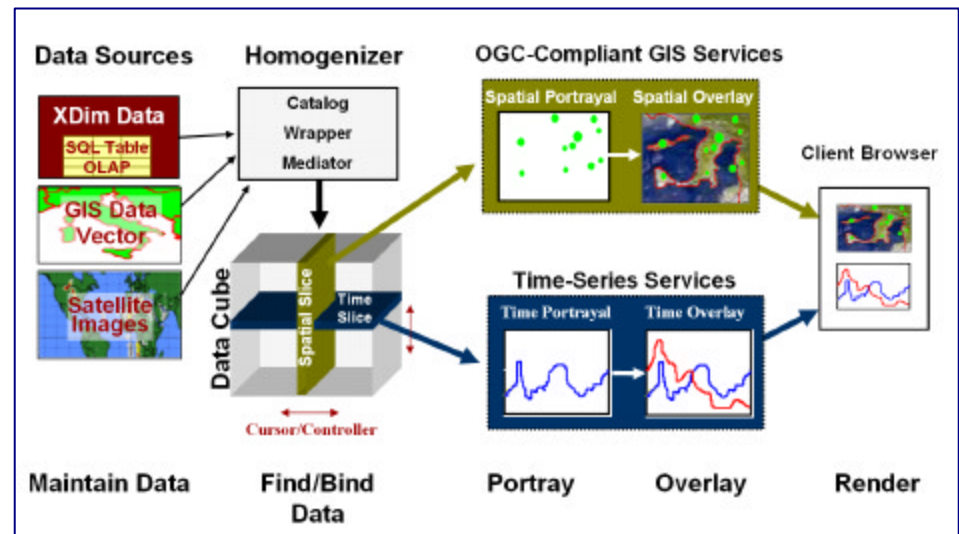 Data Sources
Homogenizer
OGC-Compliant GIS Services
XDim Data
SQL Table
OLAP
GIS Data
Vector
Satellite
Images
Catalog
Wrapper
Mediator
Data Cube
Spatial Slice
Time
Slice
Cursor/Controller
Spatial Portrayal
Spatial Overlay
Time-Series Services
Time Portrayal
Time Overlay
Client Browser
Maintain Data
Find/Bind
Data
Portray
Overlay
Render